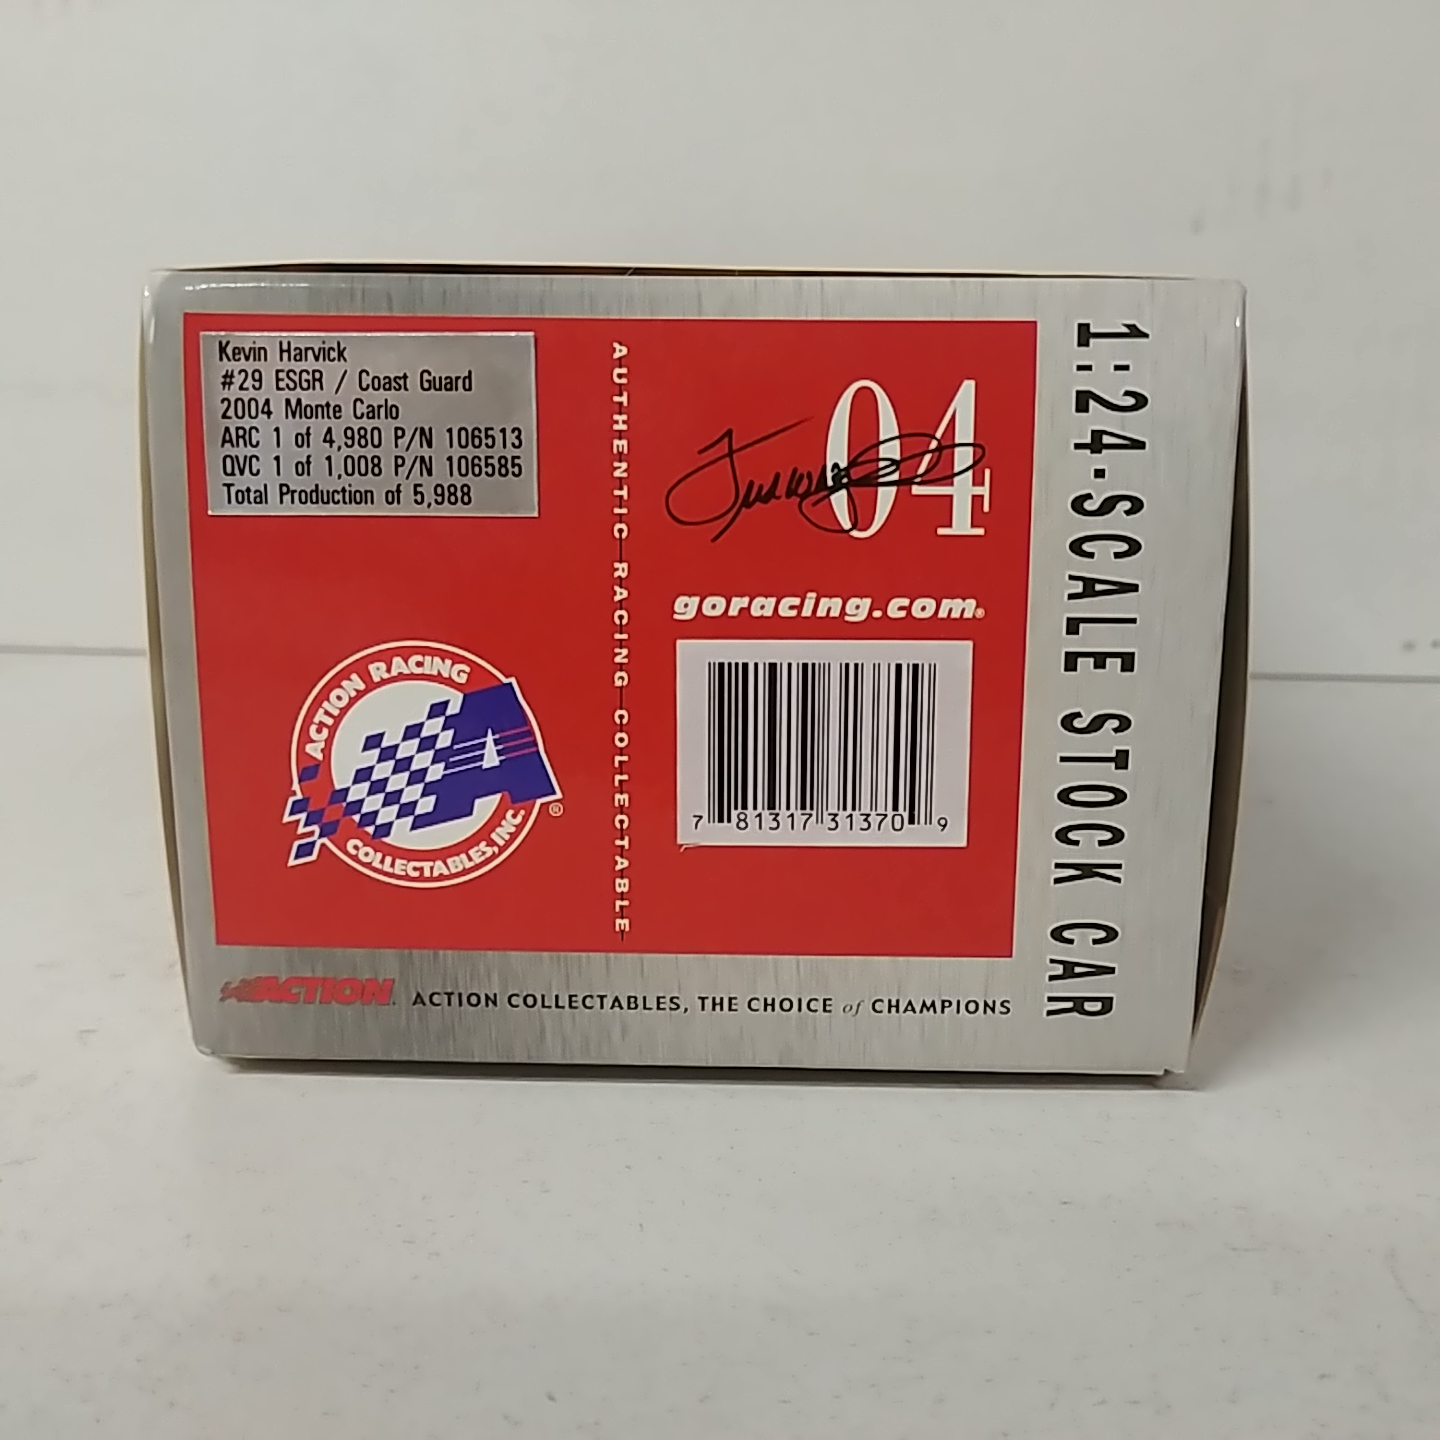 Kevin Harvick
#29 ESGR / Coast Guard
2004 Monte Carlo
ARC 1 of 4,980 P/N 106513
QVC 1 of 1,008 P/N 106585
Total Production of 5,988
ACTION RACING
COLLECTABLES, INC.
®
AUTHENTIC RACING COLLECTABLE
04
goracing.com®
7 81317 31370 9
1:24-SCALE STOCK CAR
ACTION ACTION COLLECTABLES, THE CHOICE of CHAMPIONS